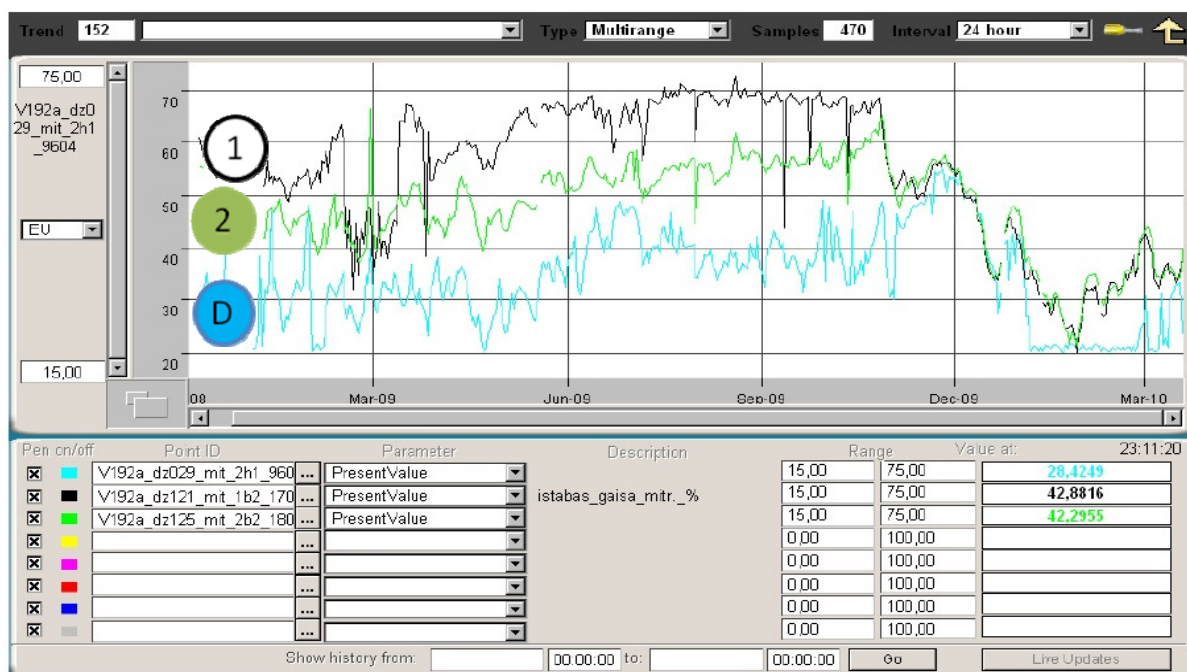 Trend 152 Type Multirange Samples 470 Interval 24 hour
75,00
V192a_dz0
29_mit_2h1
_9604
EU
15,00
70
60
50
40
30
20
1
2
D
08 Mar-09 Jun-09 Sep-09 Dec-09 Mar-10
Pen on/off Point ID Parameter Description Range Value at: 23:11:20
V192a_dz029_mit_2h1_960 ... PresentValue 15,00 75,00 28,4249
V192a_dz121_mit_1b2_170 ... PresentValue istabas_gaisa_mitr._% 15,00 75,00 42,8816
V192a_dz125_mit_2b2_180 ... PresentValue 15,00 75,00 42,2955
... 0,00 100,00
... 0,00 100,00
... 0,00 100,00
... 0,00 100,00
... 0,00 100,00
Show history from: 00:00:00 to: 00:00:00 Go Live Updates